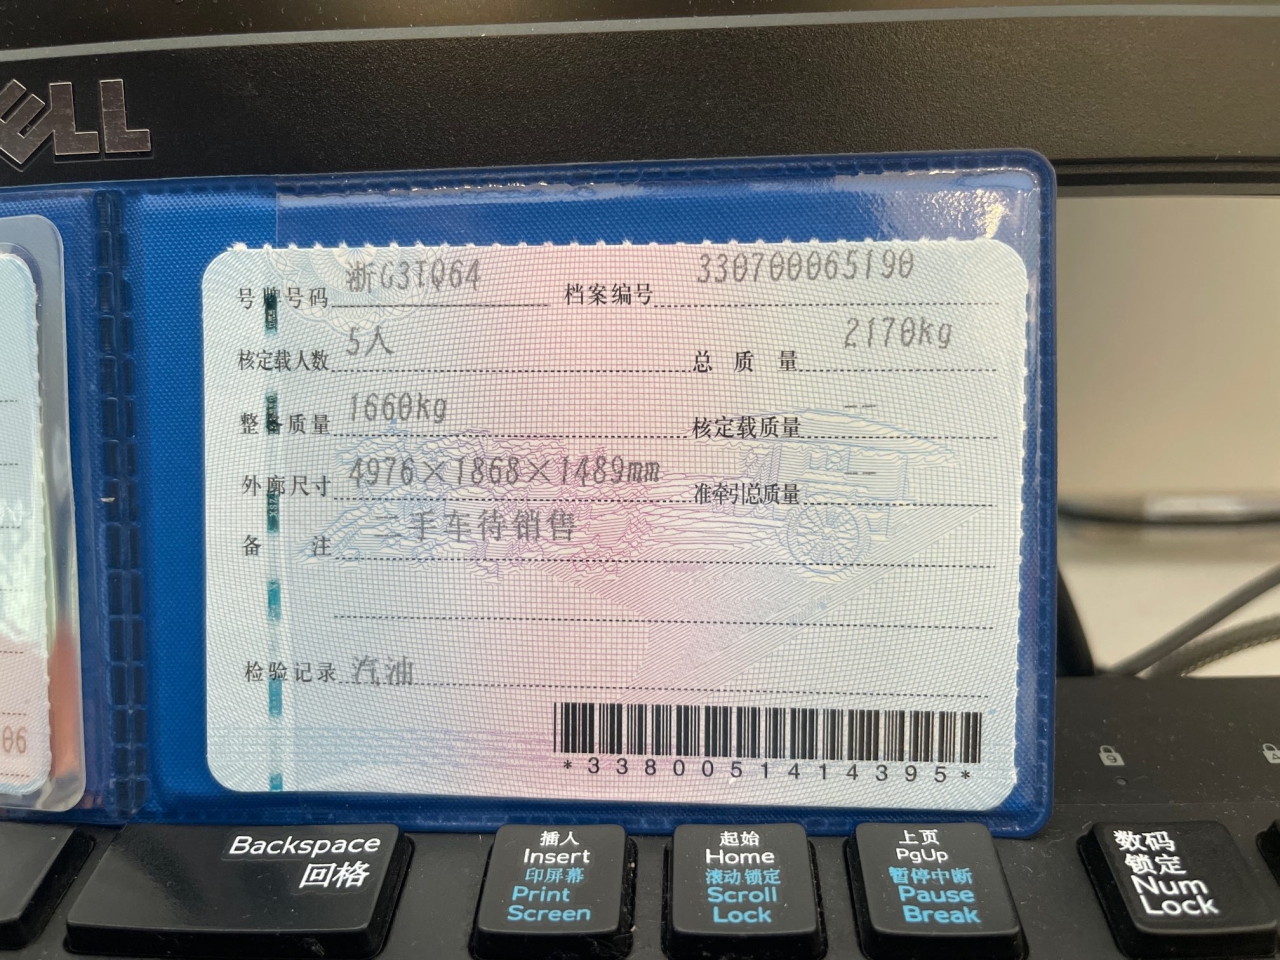 ELL
号牌号码 浙G3TQ64 档案编号 330700065190
核定载人数 5人 总质量 2170kg
整备质量 1660kg 核定载质量 --
外廓尺寸 4976×1868×1489mm 准牵引总质量 --
备注 二手车待销售
检验记录 汽油
*3380051414395*
06
Backspace
回格
插入
Insert
印屏幕
Print
Screen
起始
Home
滚动锁定
Scroll
Lock
上页
PgUp
暂停中断
Pause
Break
数码
锁定
Num
Lock
9